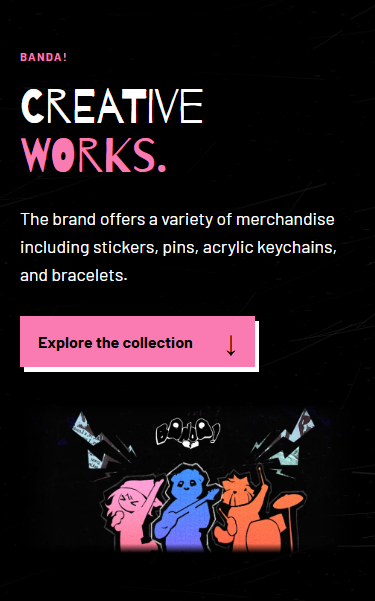 BANDA!
CREATIVE
WORKS.
The brand offers a variety of merchandise
including stickers, pins, acrylic keychains,
and bracelets.
Explore the collection ↓
BANDA!